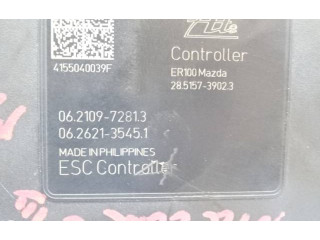 Ate
Controller
4155040039F
ER100 Mazda
28.5157-3902.3
06.2109-7281.3
06.2621-3545.1
MADE IN PHILIPPINES
ESC Controller